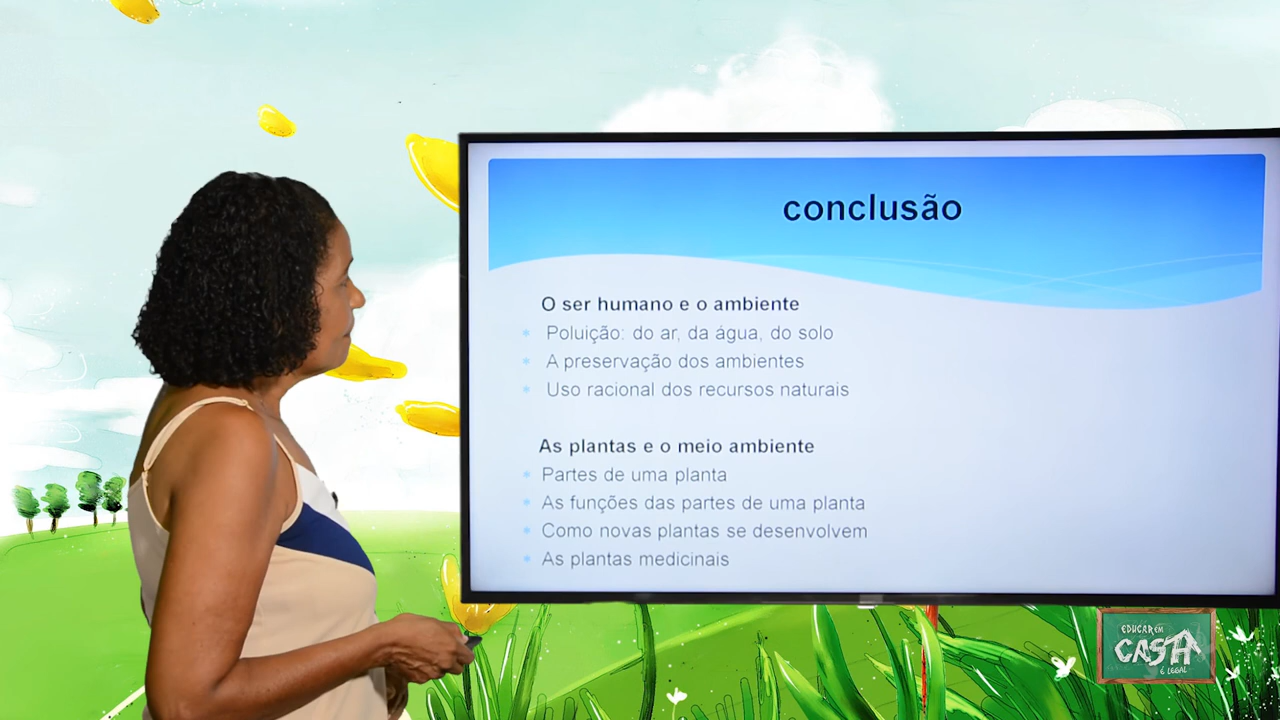 conclusão
O ser humano e o ambiente
Poluição: do ar, da água, do solo
A preservação dos ambientes
Uso racional dos recursos naturais
As plantas e o meio ambiente
Partes de uma planta
As funções das partes de uma planta
Como novas plantas se desenvolvem
As plantas medicinais
EDUCAR EM
CASA
É LEGAL